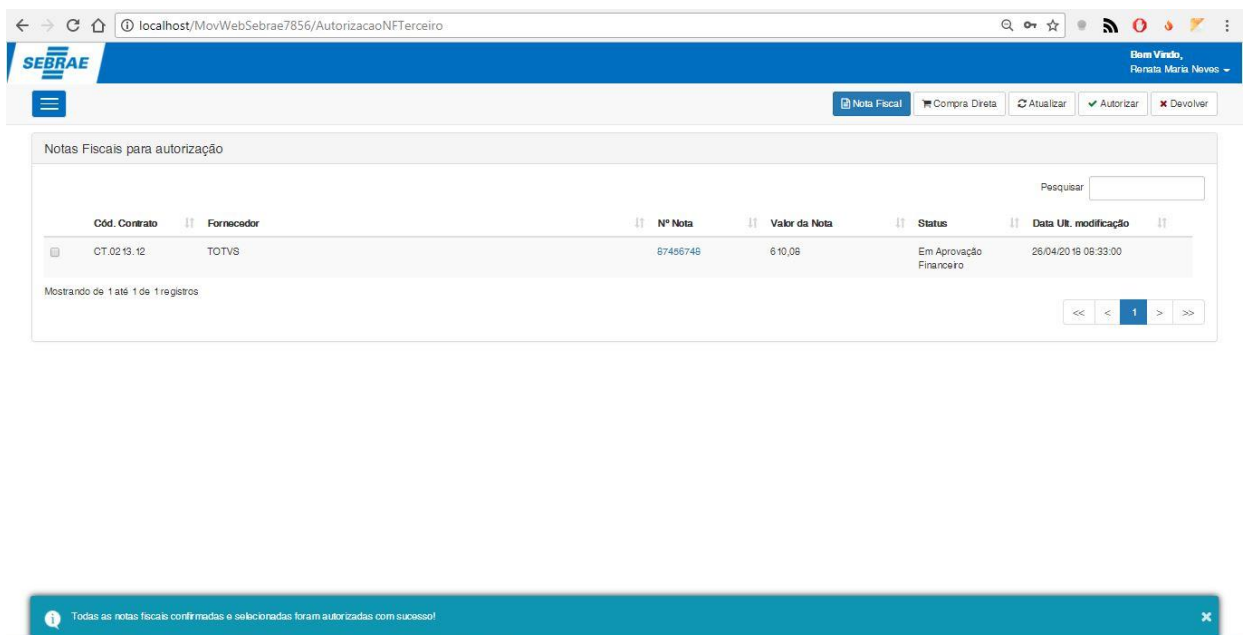 localhost/MovWebSebrae7856/AutorizacaoNFTerceiro
SEBRAE
Bem Vindo,
Renata Maria Neves
Nota Fiscal Compra Direta Atualizar Autorizar Devolver
Notas Fiscais para autorização
Pesquisar
Cód. Contrato Fornecedor Nº Nota Valor da Nota Status Data Ult. modificação
CT.0213.12 TOTVS 87456748 610,08 Em Aprovação Financeiro 26/04/2018 08:33:00
Mostrando de 1 até 1 de 1 registros
<< < 1 > >>
Todas as notas fiscais confirmadas e selecionadas foram autorizadas com sucesso!